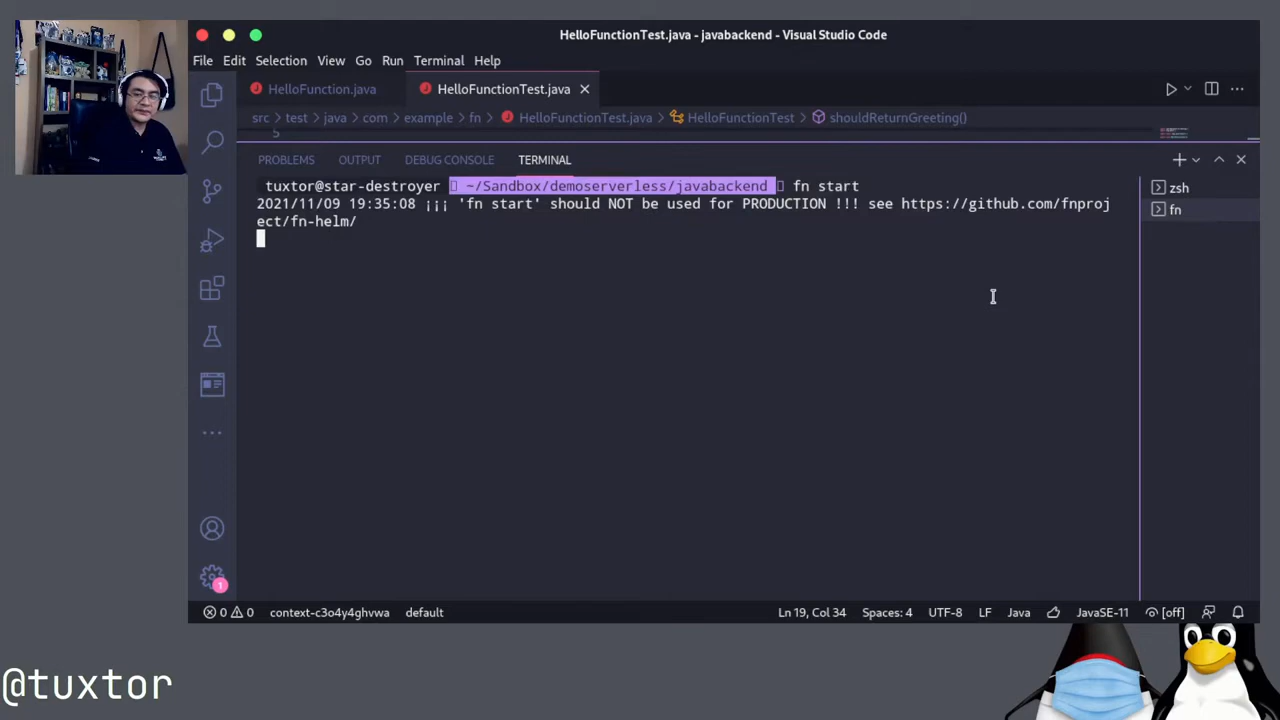 HelloFunctionTest.java - javabackend - Visual Studio Code
File Edit Selection View Go Run Terminal Help
HelloFunction.java HelloFunctionTest.java
src > test > java > com > example > fn > HelloFunctionTest.java > HelloFunctionTest > shouldReturnGreeting()
5
PROBLEMS OUTPUT DEBUG CONSOLE TERMINAL
tuxtor@star-destroyer ~/Sandbox/demoserverless/javabackend fn start
2021/11/09 19:35:08 ¡¡¡ 'fn start' should NOT be used for PRODUCTION !!! see https://github.com/fnproj
ect/fn-helm/
zsh
fn
1
0 0 context-c3o4y4ghvwa default Ln 19, Col 34 Spaces: 4 UTF-8 LF Java JavaSE-11 [off]
@tuxtor